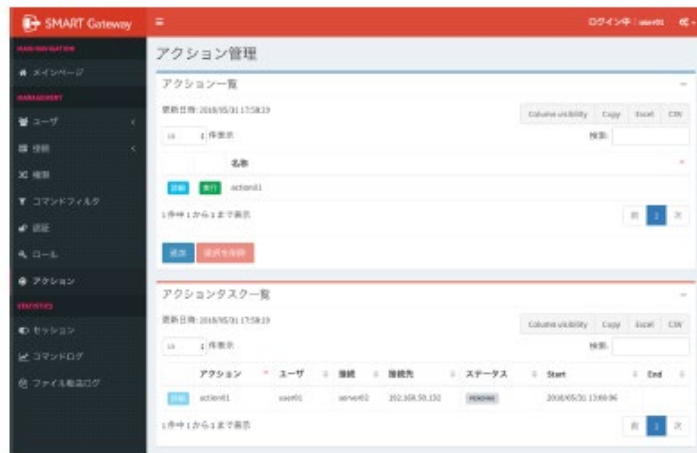 SMART Gateway
ログイン中：user01
MAIN NAVIGATION
メインページ
MANAGEMENT
ユーザ
接続
権限
コマンドフィルタ
認証
ロール
アクション
STATISTICS
セッション
コマンドログ
ファイル転送ログ
アクション管理
アクション一覧
更新日時: 2018/05/31 17:58:19
Column visibility Copy Excel CSV
10 件表示
検索:
名称
詳細 実行 action01
1 件中 1 から 1 まで表示
前 1 次
追加 選択を削除
アクションタスク一覧
更新日時: 2018/05/31 17:58:19
Column visibility Copy Excel CSV
10 件表示
検索:
アクション ユーザ 接続 接続先 ステータス Start End
詳細 action01 user01 server02 192.168.50.102 PENDING
1 件中 1 から 1 まで表示
前 1 次